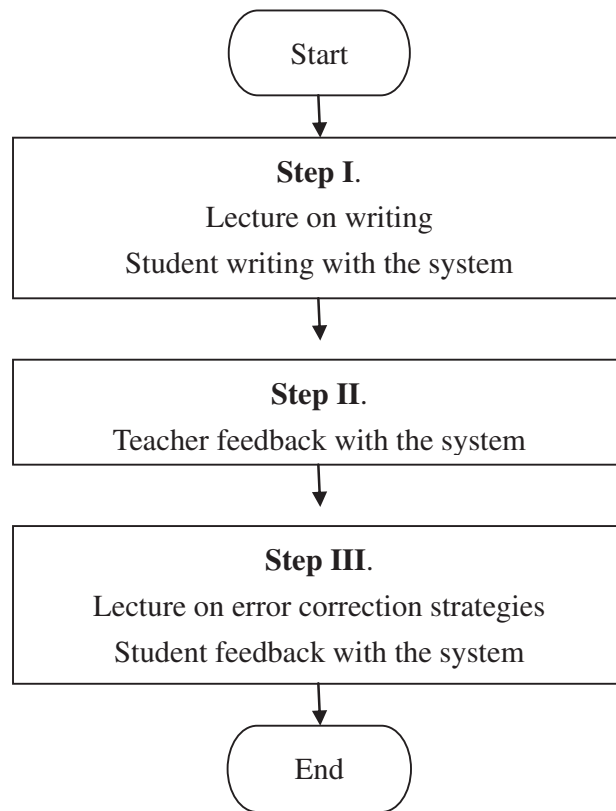 Start
Step I.
Lecture on writing
Student writing with the system
Step II.
Teacher feedback with the system
Step III.
Lecture on error correction strategies
Student feedback with the system
End